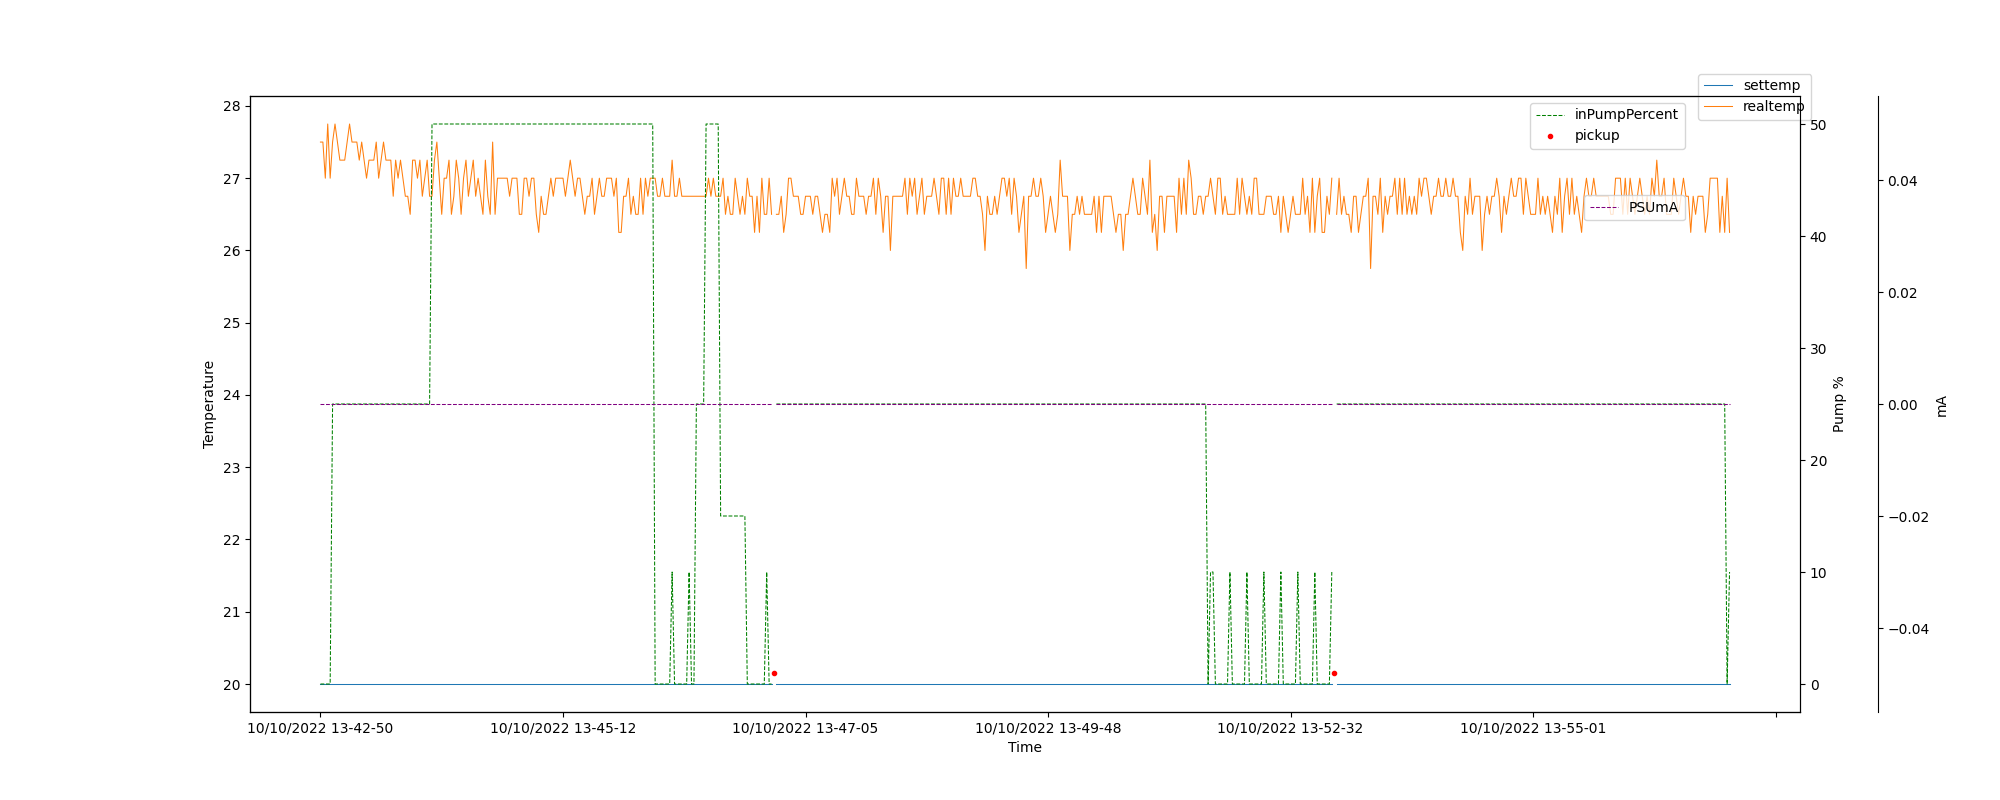 settemp
realtemp
inPumpPercent
pickup
PSUmA
28
27
26
25
24
23
22
21
20
Temperature
50
40
30
20
10
0
Pump %
0.04
0.02
0.00
−0.02
−0.04
mA
10/10/2022 13-42-50
10/10/2022 13-45-12
10/10/2022 13-47-05
10/10/2022 13-49-48
10/10/2022 13-52-32
10/10/2022 13-55-01
Time